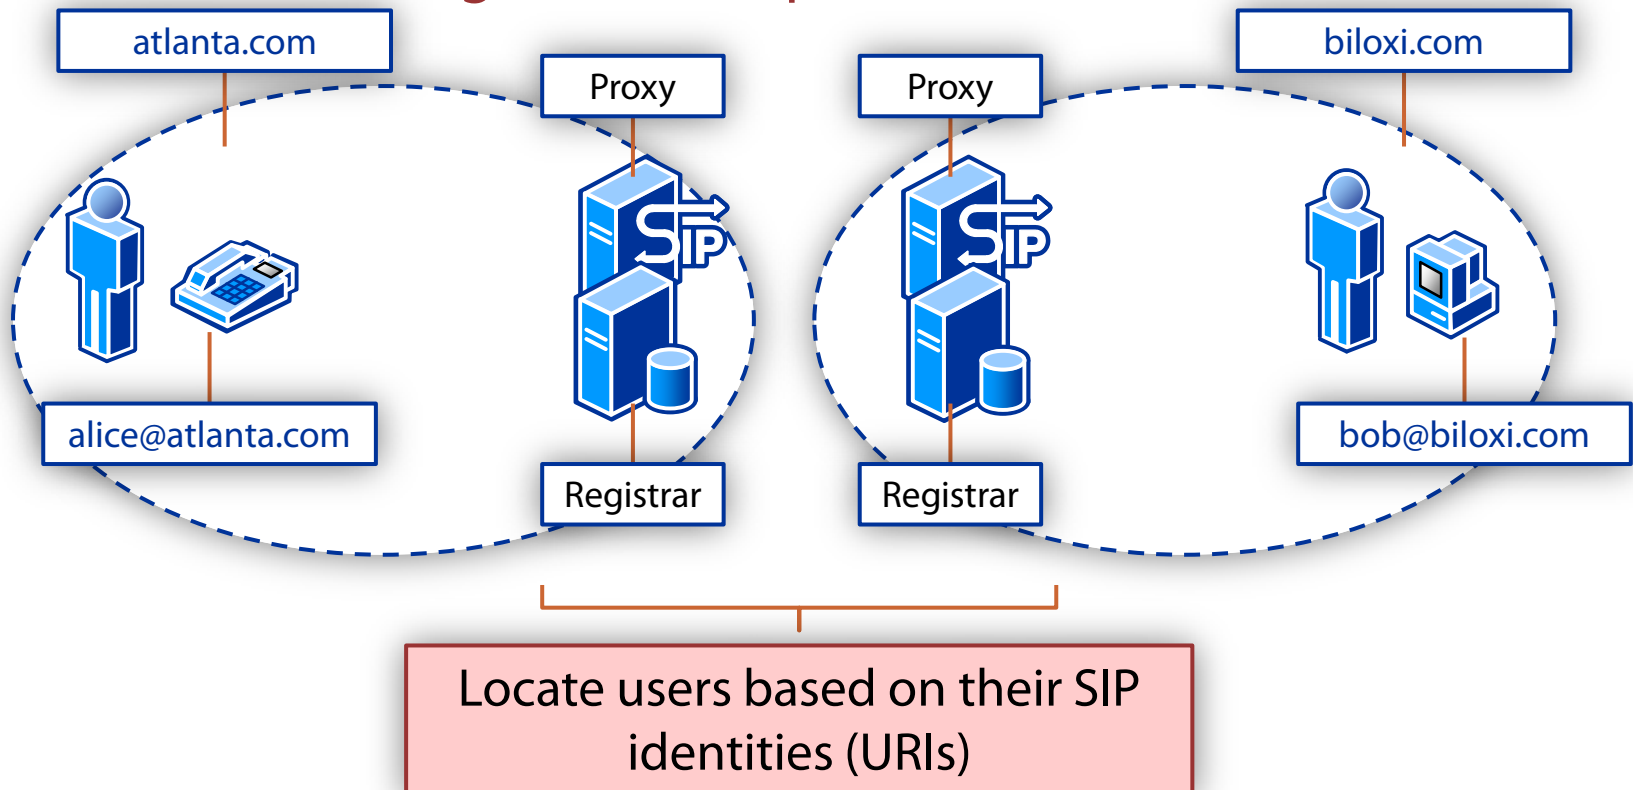 atlanta.com
biloxi.com
Proxy
Proxy
SIP
SIP
alice@atlanta.com
bob@biloxi.com
Registrar
Registrar
Locate users based on their SIP
identities (URIs)